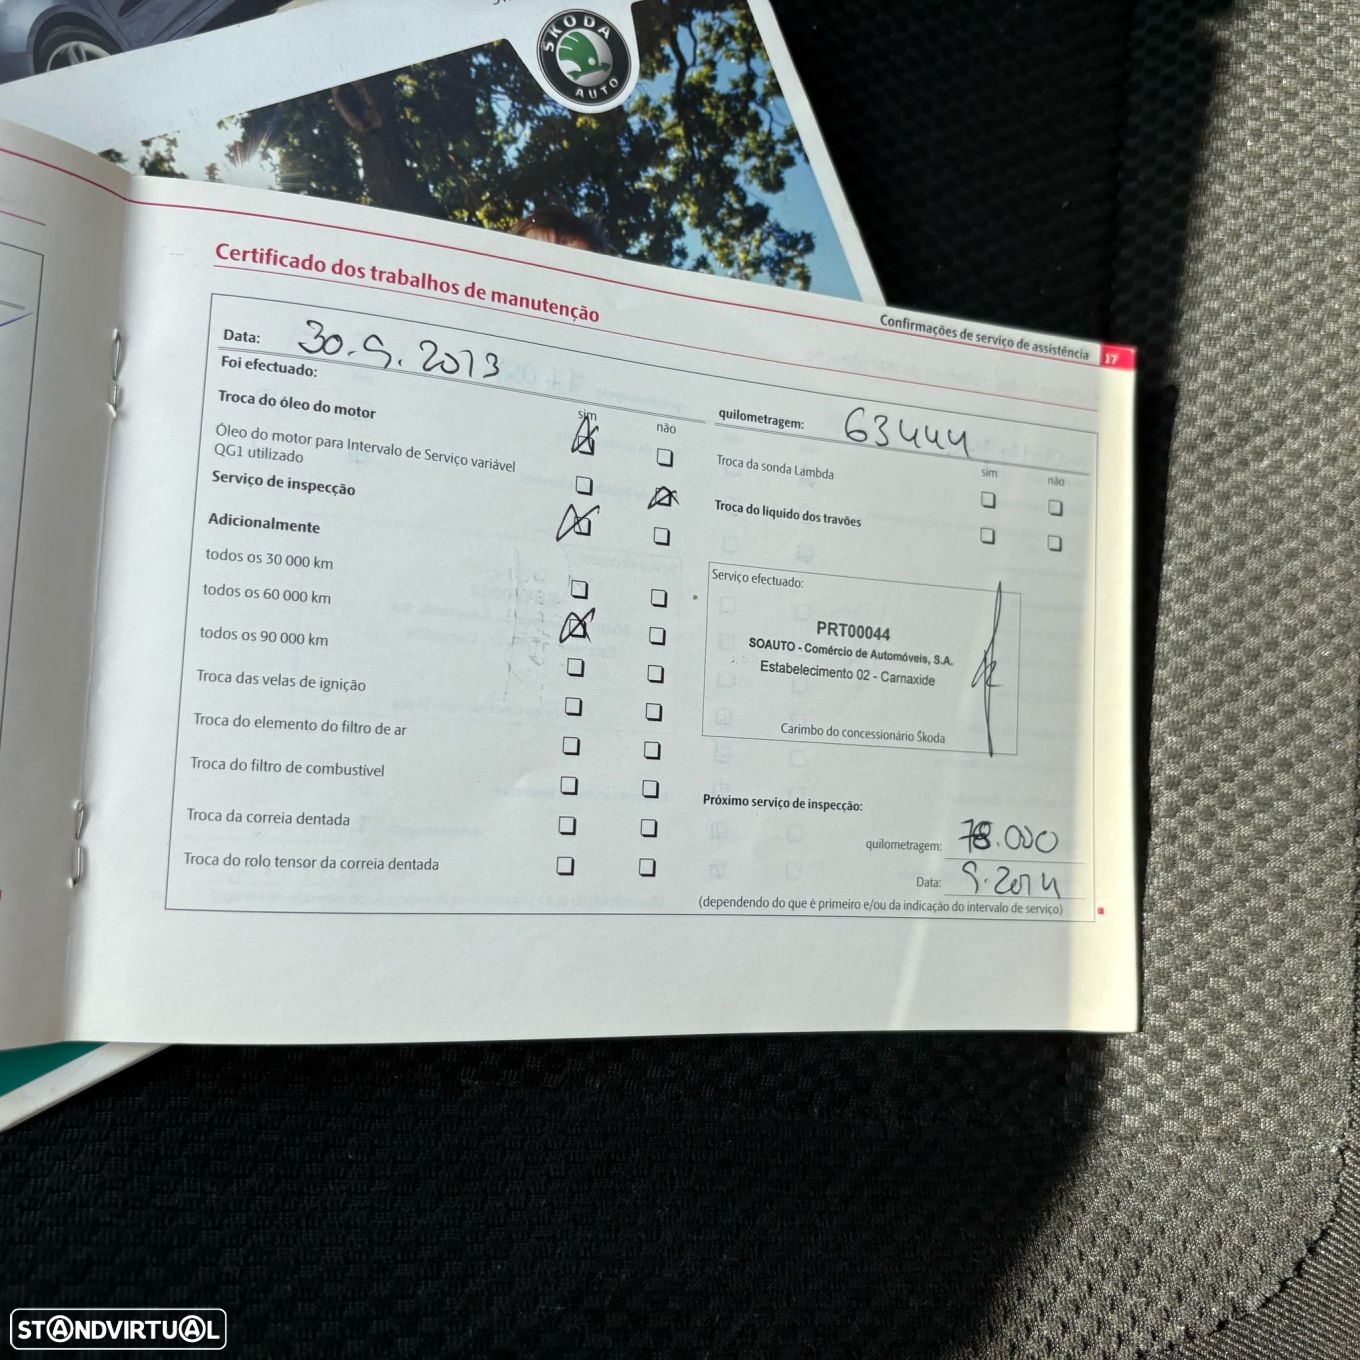 ŠKODA
AUTO
Certificado dos trabalhos de manutenção
Confirmações de serviço de assistência 17
Data: 30.9.2013
Foi efectuado:
quilometragem: 63444
sim não
Troca do óleo do motor
Óleo do motor para Intervalo de Serviço variável
QG1 utilizado
Serviço de inspecção
Adicionalmente
todos os 30 000 km
todos os 60 000 km
todos os 90 000 km
Troca das velas de ignição
Troca do elemento do filtro de ar
Troca do filtro de combustível
Troca da correia dentada
Troca do rolo tensor da correia dentada
sim não
Troca da sonda Lambda
Troca do líquido dos travões
Serviço efectuado:
PRT00044
SOAUTO - Comércio de Automóveis, S.A.
Estabelecimento 02 - Carnaxide
Carimbo do concessionário Škoda
Próximo serviço de inspecção:
quilometragem: 78.000
Data: 9.2014
(dependendo do que é primeiro e/ou da indicação do intervalo de serviço)
STANDVIRTUAL